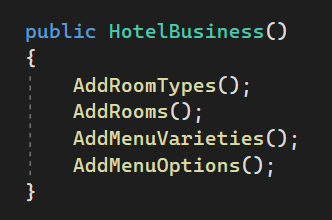 public HotelBusiness()
{
    AddRoomTypes();
    AddRooms();
    AddMenuVarieties();
    AddMenuOptions();
}